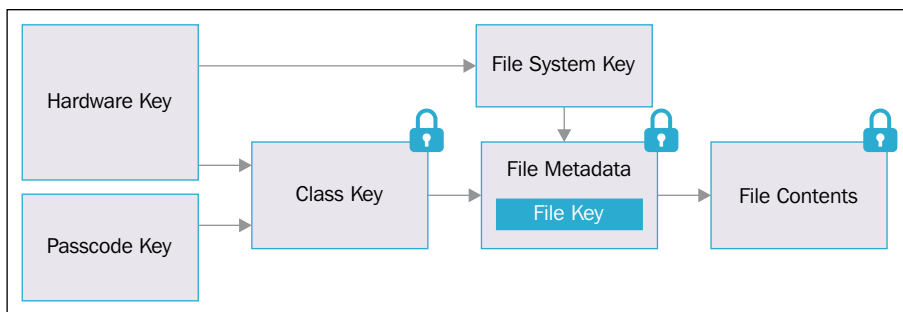 Hardware Key
File System Key
Class Key
File Metadata
File Key
File Contents
Passcode Key